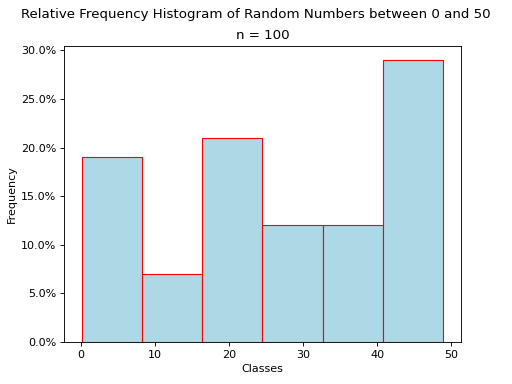 Relative Frequency Histogram of Random Numbers between 0 and 50
n = 100
30.0%
25.0%
20.0%
15.0%
10.0%
5.0%
0.0%
Frequency
0 10 20 30 40 50
Classes